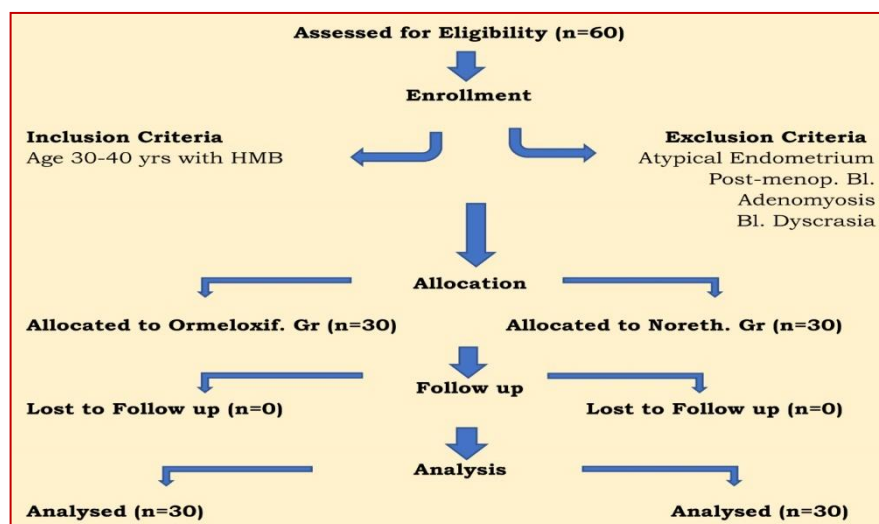 Assessed for Eligibility (n=60)
Enrollment
Inclusion Criteria
Age 30-40 yrs with HMB
Exclusion Criteria
Atypical Endometrium
Post-menop. Bl.
Adenomyosis
Bl. Dyscrasia
Allocation
Allocated to Ormeloxif. Gr (n=30)
Allocated to Noreth. Gr (n=30)
Follow up
Lost to Follow up (n=0)
Lost to Follow up (n=0)
Analysis
Analysed (n=30)
Analysed (n=30)